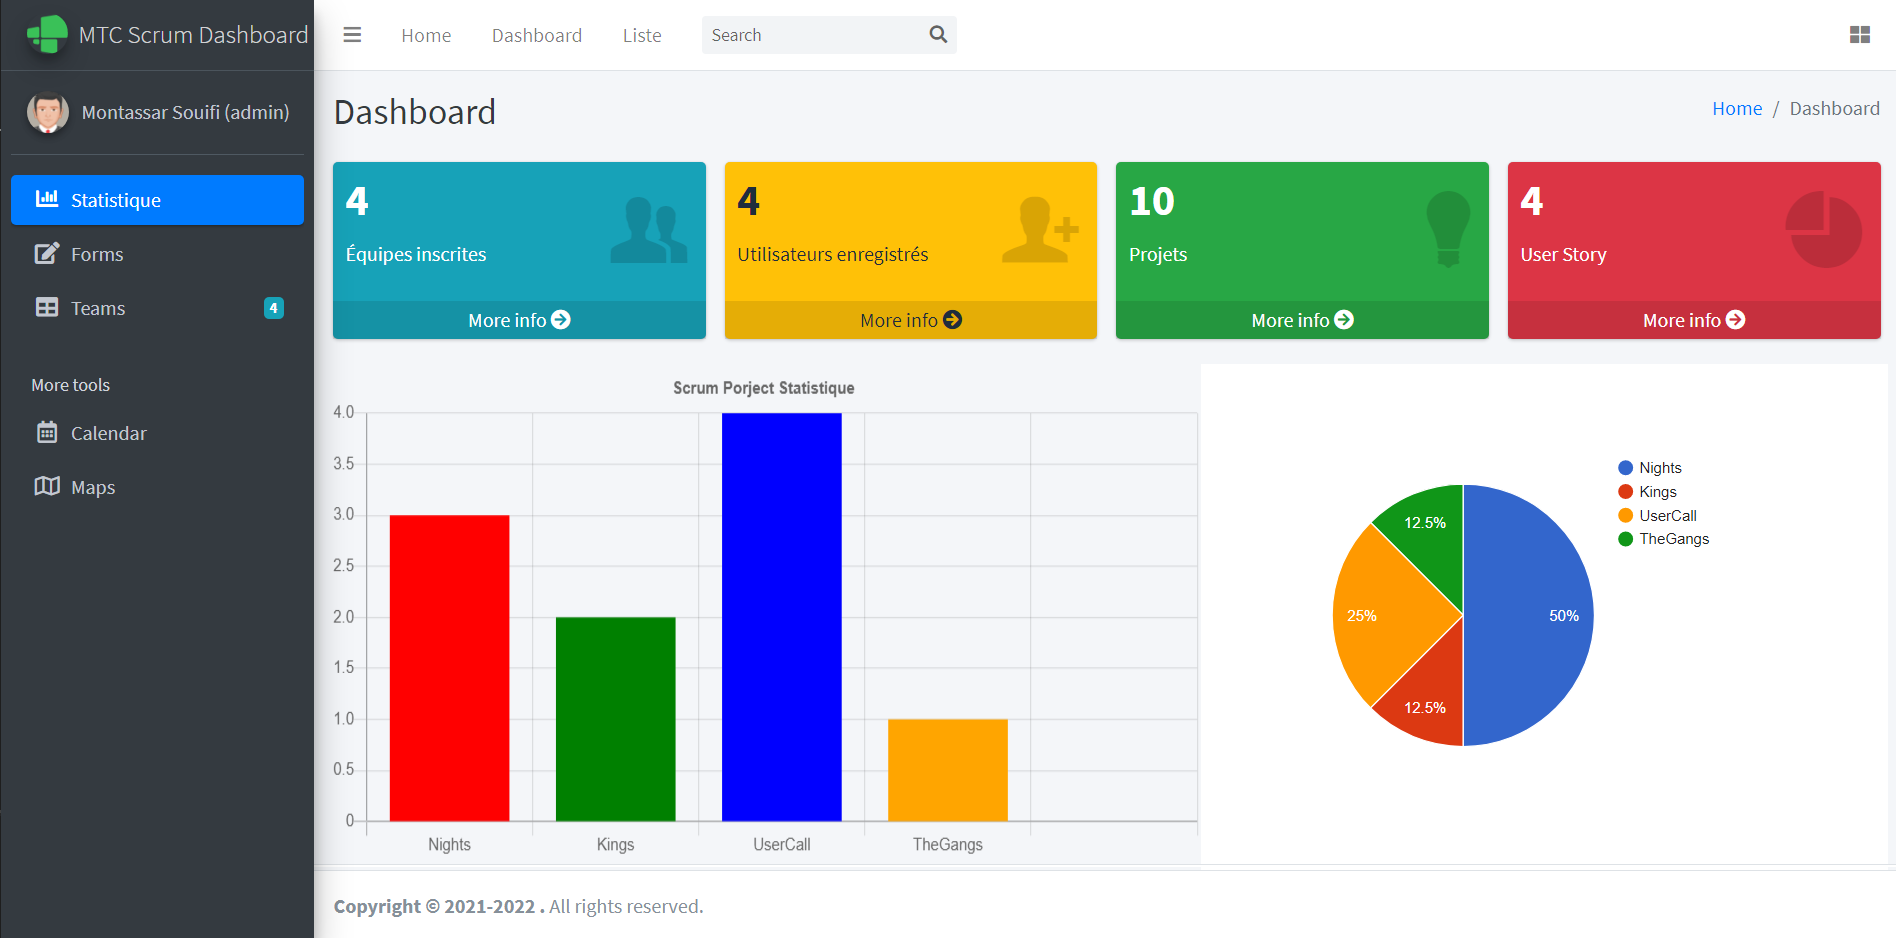 MTC Scrum Dashboard
Home Dashboard Liste Search
Montassar Souifi (admin)
Statistique
Forms
Teams 4
More tools
Calendar
Maps
Dashboard
Home / Dashboard
4
Équipes inscrites
More info
4
Utilisateurs enregistrés
More info
10
Projets
More info
4
User Story
More info
Scrum Porject Statistique
4.0
3.5
3.0
2.5
2.0
1.5
1.0
0.5
0
Nights Kings UserCall TheGangs
Nights
Kings
UserCall
TheGangs
12.5%
25%
50%
12.5%
Copyright © 2021-2022 . All rights reserved.